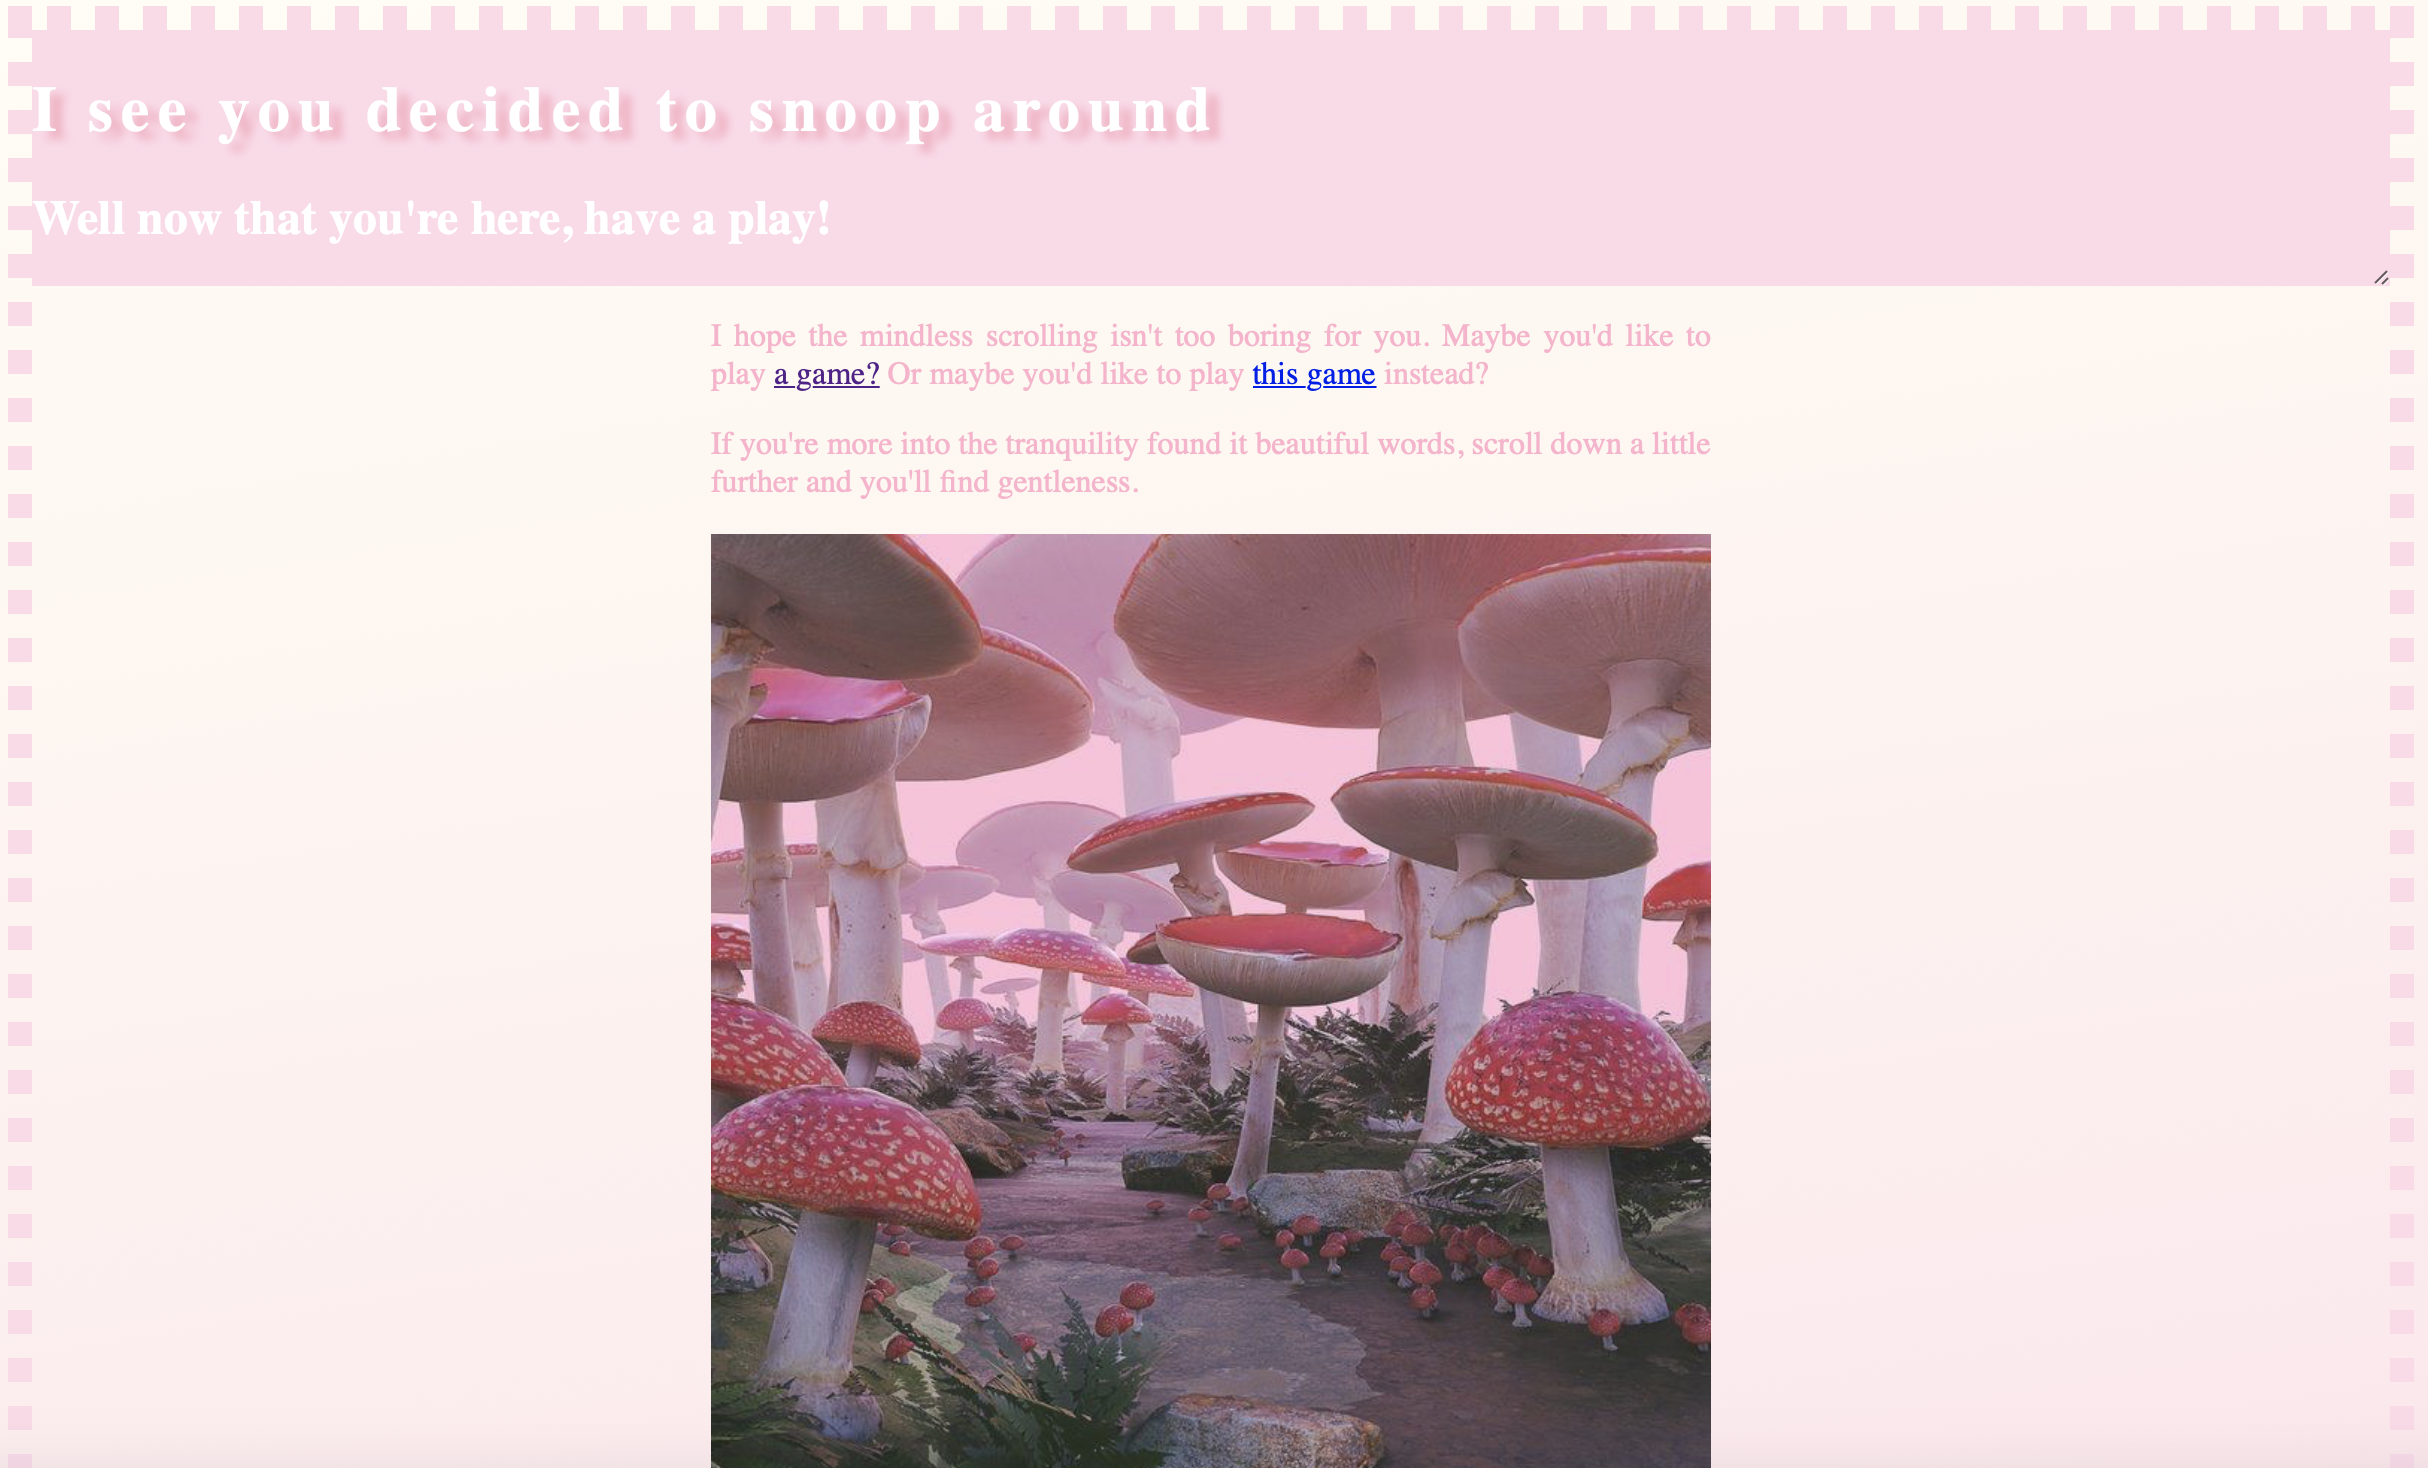 I see you decided to snoop around
Well now that you're here, have a play!
I hope the mindless scrolling isn't too boring for you. Maybe you'd like to
play a game? Or maybe you'd like to play this game instead?
If you're more into the tranquility found it beautiful words, scroll down a little
further and you'll find gentleness.